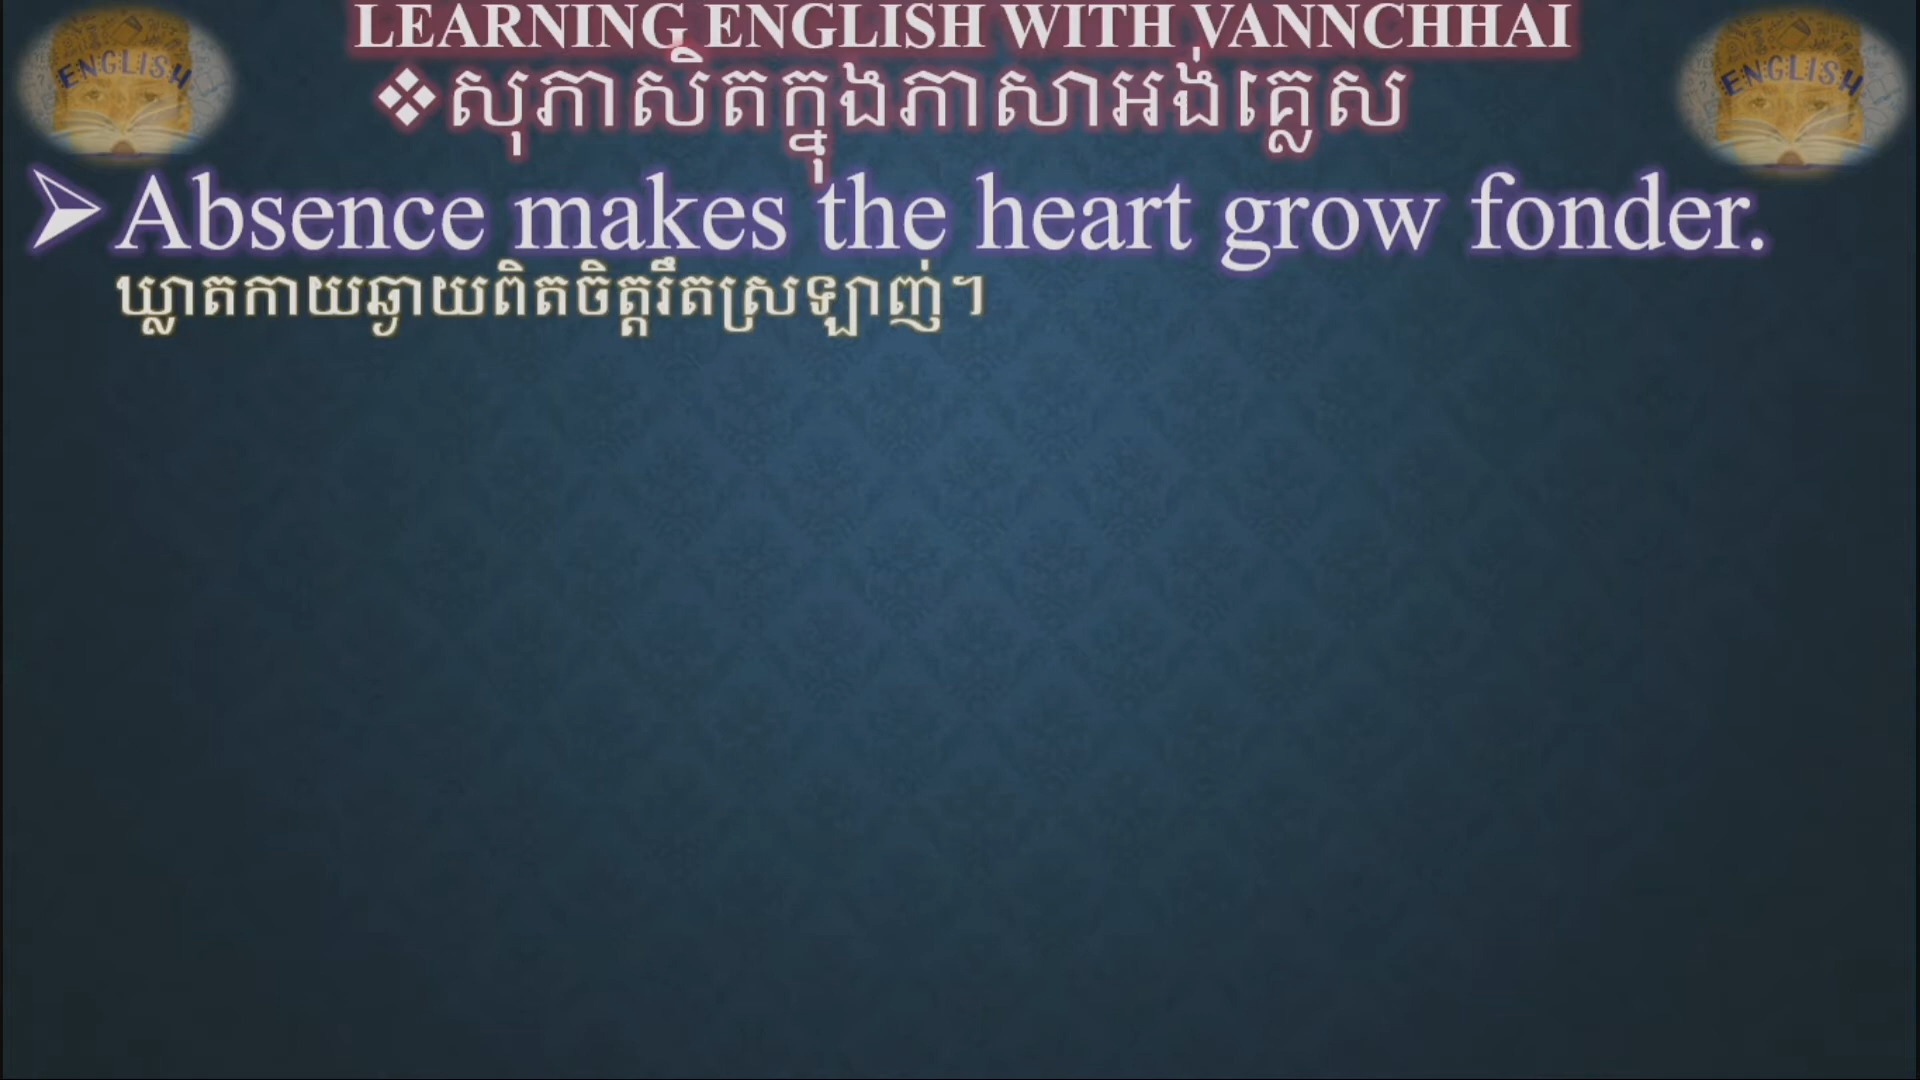 LEARNING ENGLISH WITH VANNCHHAI
ENGLISH
ENGLISH
❖សុភាសិតក្នុងភាសាអង់គ្លេស
➢Absence makes the heart grow fonder.
ឃ្លាតកាយឆ្ងាយពិតចិត្តរឹតស្រឡាញ់។